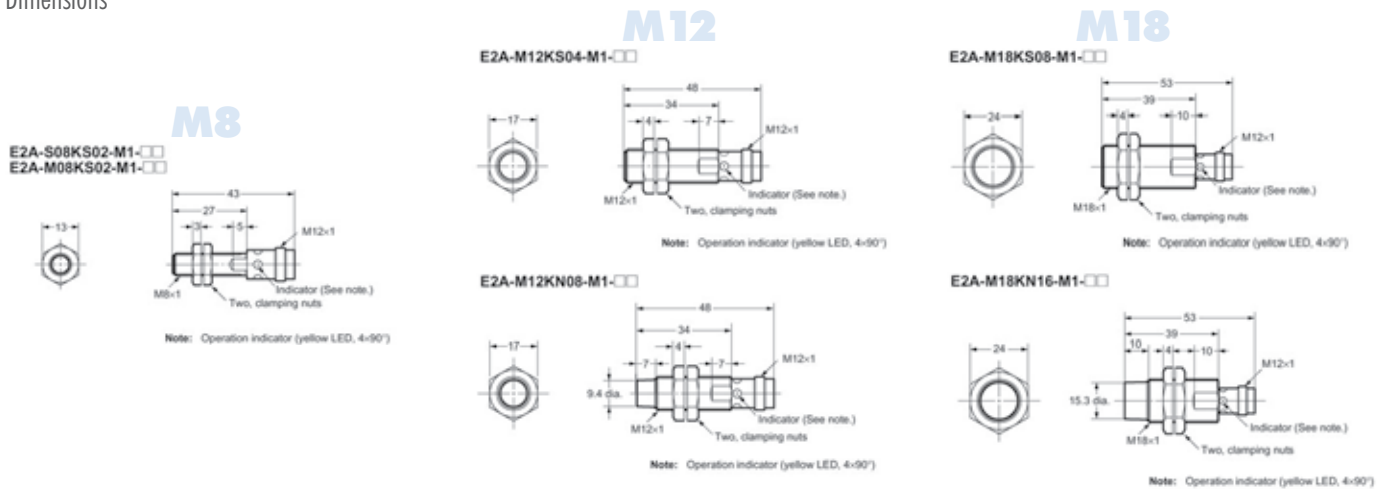 Dimensions
M8
E2A-S08KS02-M1-□□
E2A-M08KS02-M1-□□
43
27
13
3
5
M12×1
M8×1
Indicator (See note.)
Two, clamping nuts
Note: Operation indicator (yellow LED, 4×90°)
M12
E2A-M12KS04-M1-□□
48
34
17
4
7
M12×1
M12×1
Indicator (See note.)
Two, clamping nuts
Note: Operation indicator (yellow LED, 4×90°)
E2A-M12KN08-M1-□□
48
34
17
4
7
7
M12×1
9.4 dia.
M12×1
Indicator (See note.)
Two, clamping nuts
Note: Operation indicator (yellow LED, 4×90°)
M18
E2A-M18KS08-M1-□□
53
39
24
4
10
M12×1
M18×1
Indicator (See note.)
Two, clamping nuts
Note: Operation indicator (yellow LED, 4×90°)
E2A-M18KN16-M1-□□
53
39
24
10
4
10
M12×1
15.3 dia.
M18×1
Indicator (See note.)
Two, clamping nuts
Note: Operation indicator (yellow LED, 4×90°)